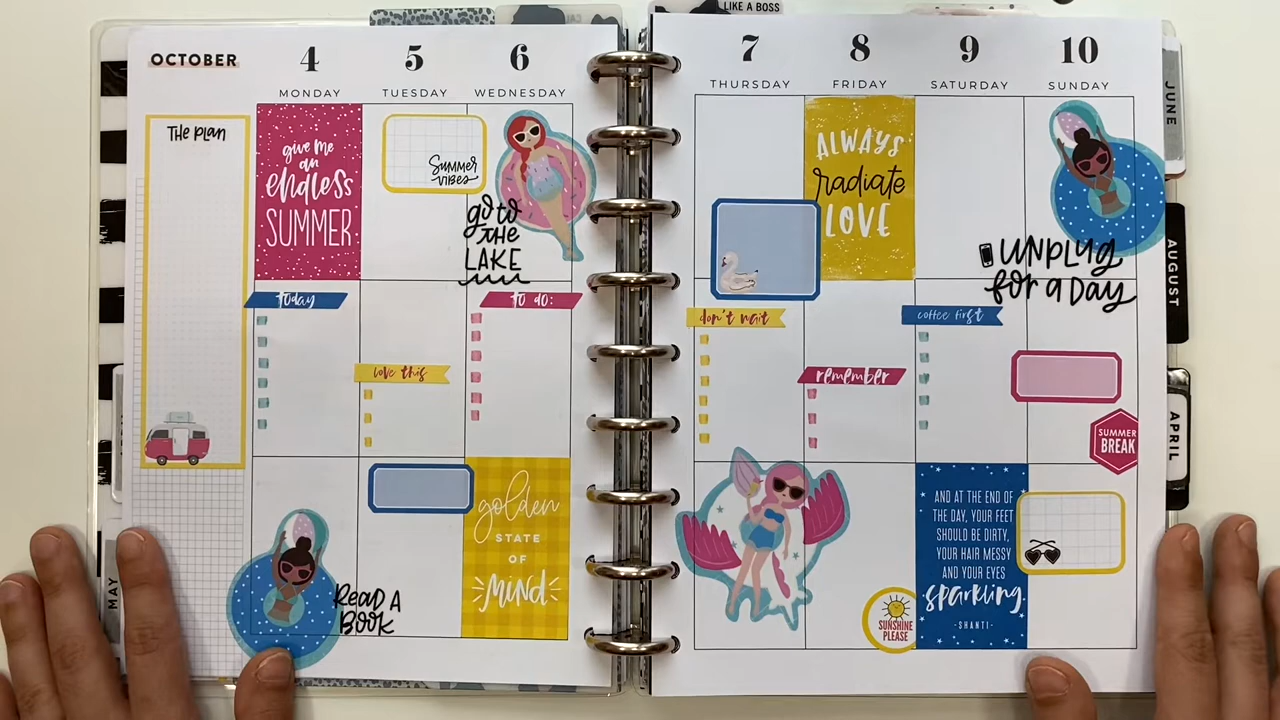 LIKE A BOSS
OCTOBER
4
MONDAY
5
TUESDAY
6
WEDNESDAY
7
THURSDAY
8
FRIDAY
9
SATURDAY
10
SUNDAY
The PLAN
give me
an
endless
SUMMER
SUMMER
VIBES
go to
THE
LAKE
today
love this
TO DO:
READ A
BOOK
golden
STATE
OF
MIND
ALWAYS
radiate
LOVE
UNPLUG
for a DAY
don't wait
remember
coffee first
SUMMER
BREAK
SUNSHINE
PLEASE
AND AT THE END OF
THE DAY, YOUR FEET
SHOULD BE DIRTY,
YOUR HAIR MESSY
AND YOUR EYES
sparkling.
-SHANTI-
JUNE
AUGUST
APRIL
MAY